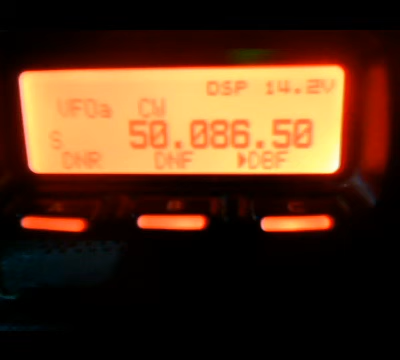 DSP 14.2V
VFOa CW
S 50.086.50
DNR DNF ▶DBF